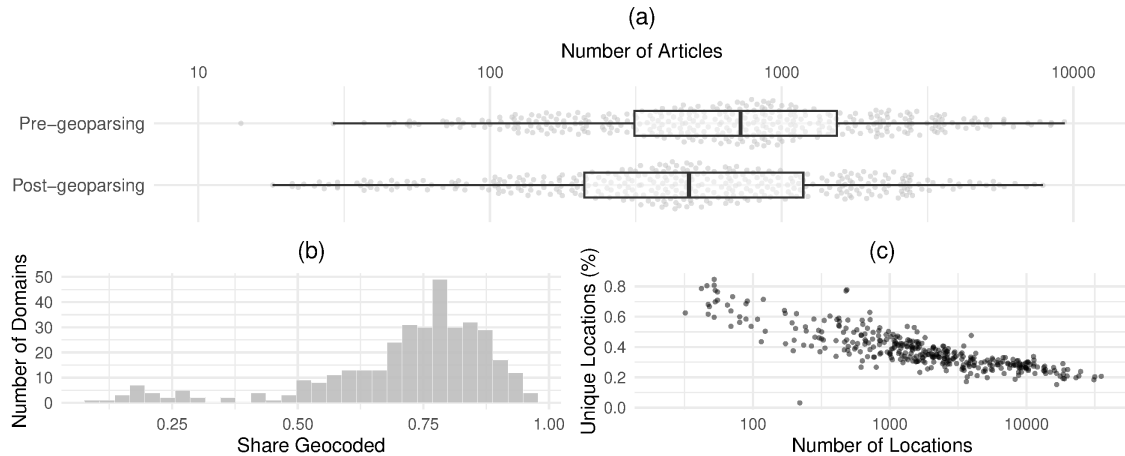 (a)
Number of Articles
10 100 1000 10000
Pre−geoparsing
Post−geoparsing
(b)
Number of Domains
50
40
30
20
10
0
0.25 0.50 0.75 1.00
Share Geocoded
(c)
Unique Locations (%)
0.8
0.6
0.4
0.2
0.0
100 1000 10000
Number of Locations